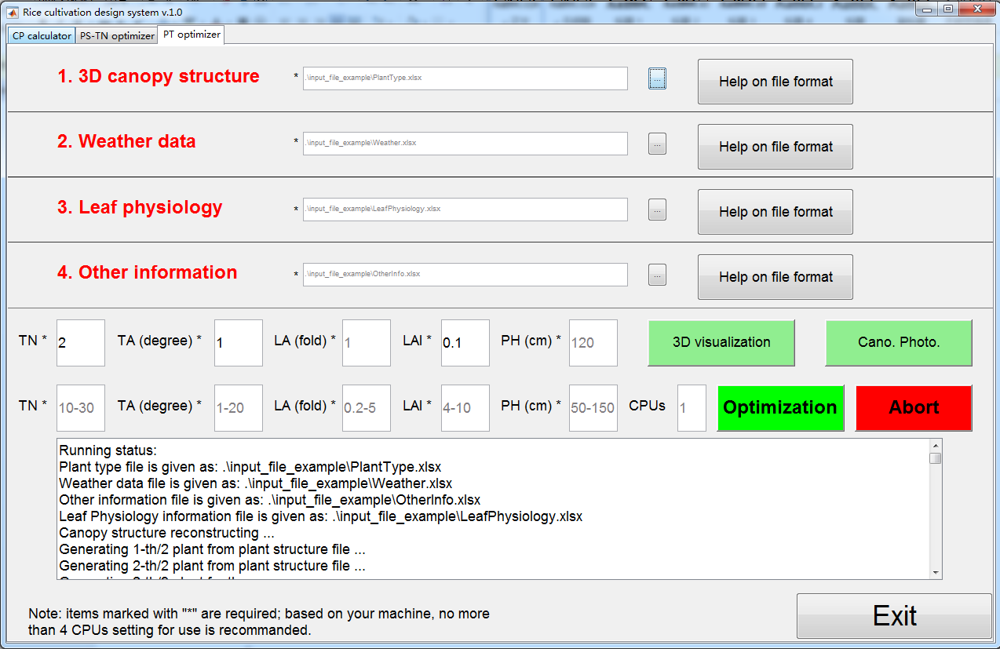 Rice cultivation design system v.1.0
CP calculator PS-TN optimizer PT optimizer
1. 3D canopy structure * .\input_file_example\PlantType.xlsx ... Help on file format
2. Weather data * .\input_file_example\Weather.xlsx ... Help on file format
3. Leaf physiology * .\input_file_example\LeafPhysiology.xlsx ... Help on file format
4. Other information * .\input_file_example\OtherInfo.xlsx ... Help on file format
TN * 2 TA (degree) * 1 LA (fold) * 1 LAI * 0.1 PH (cm) * 120 3D visualization Cano. Photo.
TN * 10-30 TA (degree) * 1-20 LA (fold) * 0.2-5 LAI * 4-10 PH (cm) * 50-150 CPUs 1 Optimization Abort
Running status:
Plant type file is given as: .\input_file_example\PlantType.xlsx
Weather data file is given as: .\input_file_example\Weather.xlsx
Other information file is given as: .\input_file_example\OtherInfo.xlsx
Leaf Physiology information file is given as: .\input_file_example\LeafPhysiology.xlsx
Canopy structure reconstructing ...
Generating 1-th/2 plant from plant structure file ...
Generating 2-th/2 plant from plant structure file ...
Note: items marked with "*" are required; based on your machine, no more
than 4 CPUs setting for use is recommanded.
Exit